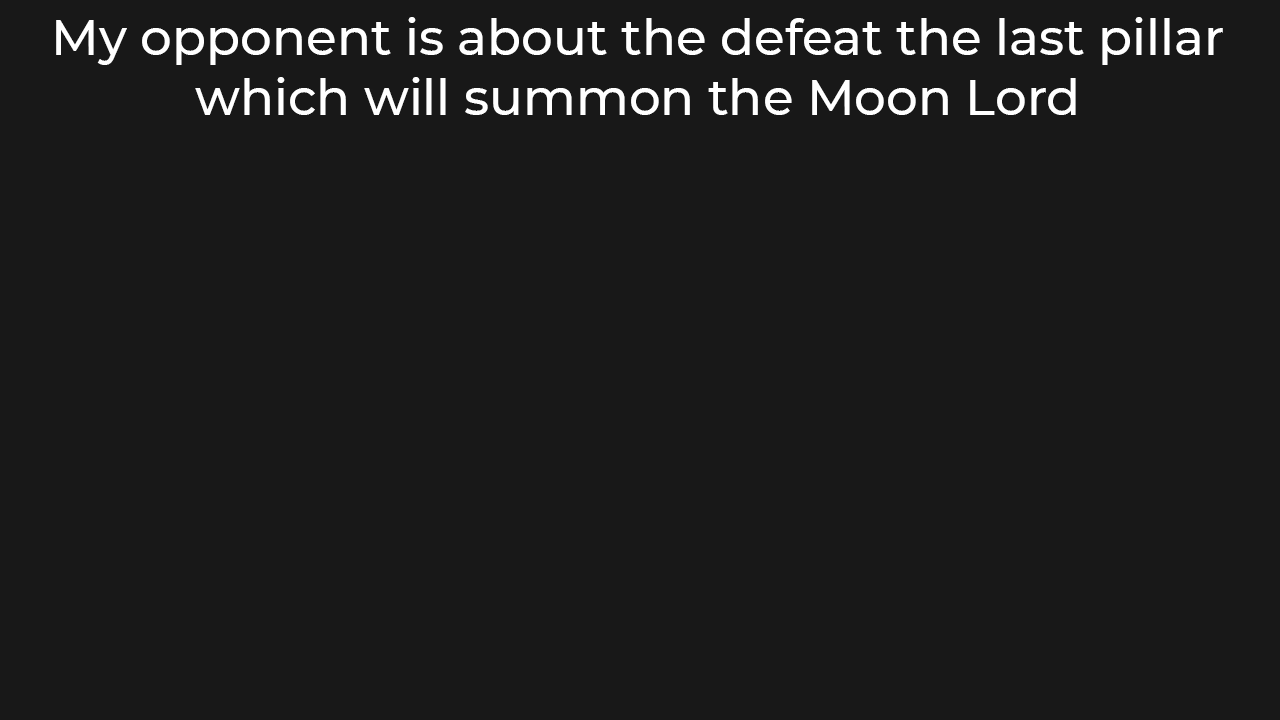 My opponent is about the defeat the last pillar
which will summon the Moon Lord